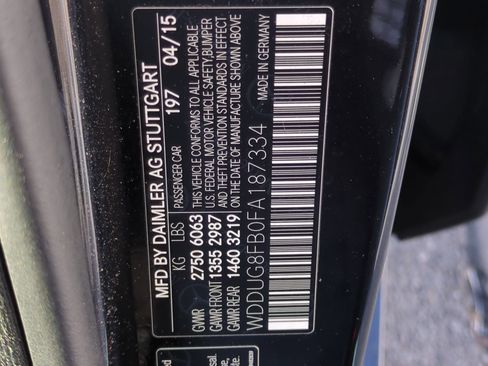 MFD BY DAIMLER AG STUTTGART
PASSENGER CAR 197 04/15
KG LBS
GVWR 2750 6063
GAWR FRONT 1355 2987
GAWR REAR 1460 3219
THIS VEHICLE CONFORMS TO ALL APPLICABLE
U.S. FEDERAL MOTOR VEHICLE SAFETY, BUMPER
AND THEFT PREVENTION STANDARDS IN EFFECT
ON THE DATE OF MANUFACTURE SHOWN ABOVE
MADE IN GERMANY
WDDUG8FB0FA187334